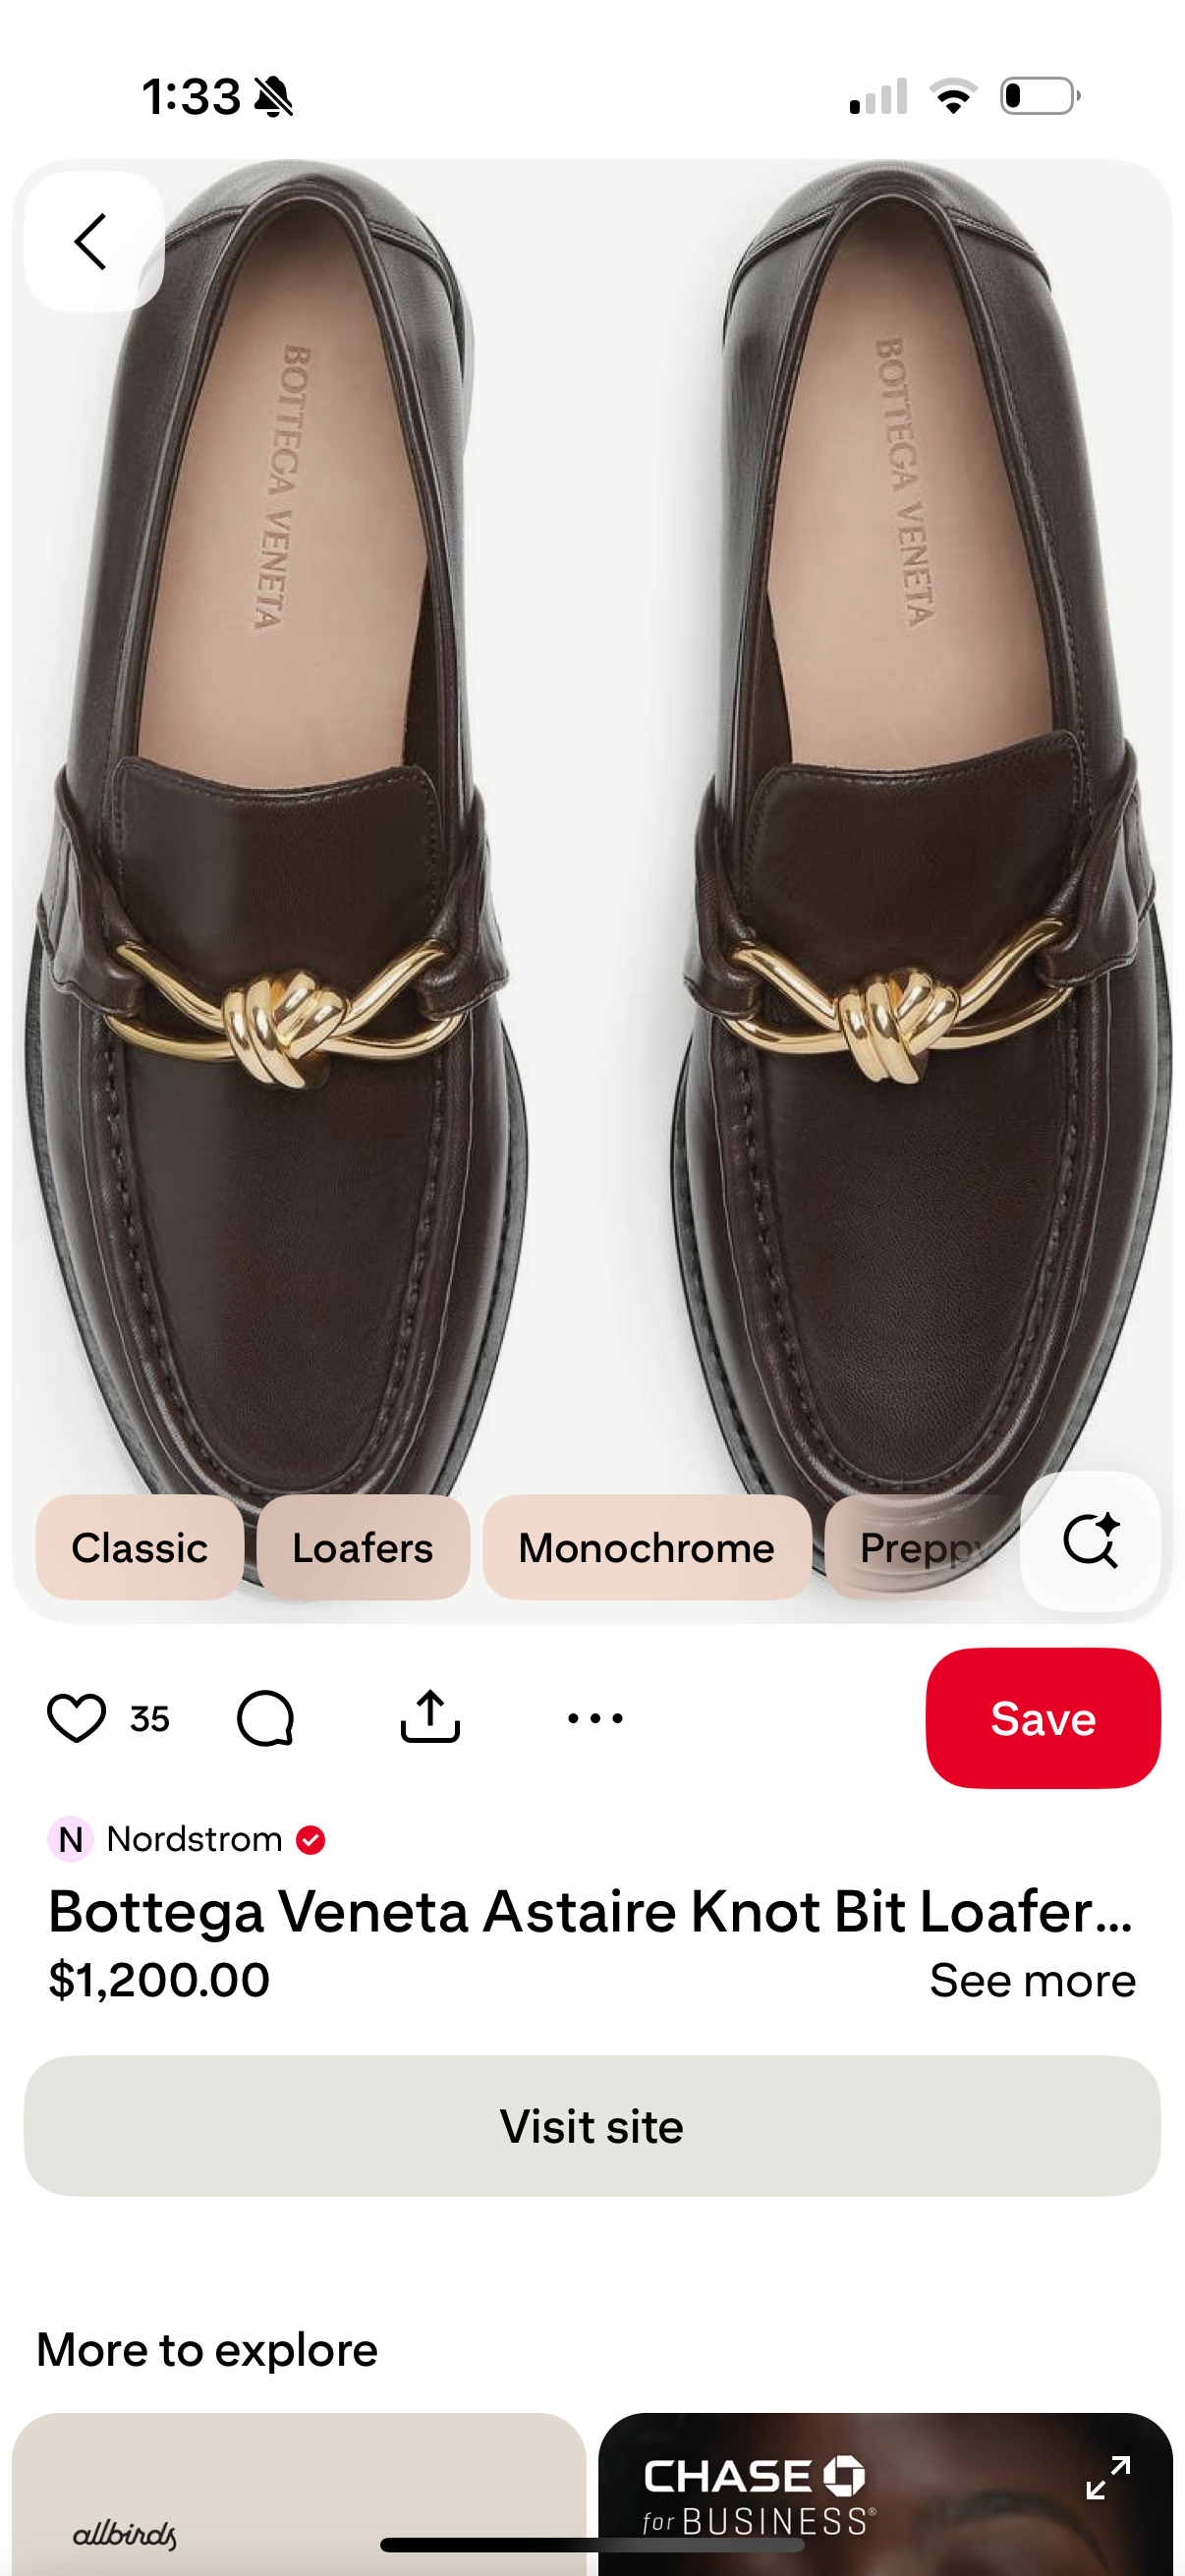 1:33
BOTTEGA VENETA
BOTTEGA VENETA
Classic
Loafers
Monochrome
Preppy
35
Save
N Nordstrom
Bottega Veneta Astaire Knot Bit Loafer...
$1,200.00
See more
Visit site
More to explore
allbirds
CHASE
for BUSINESS®